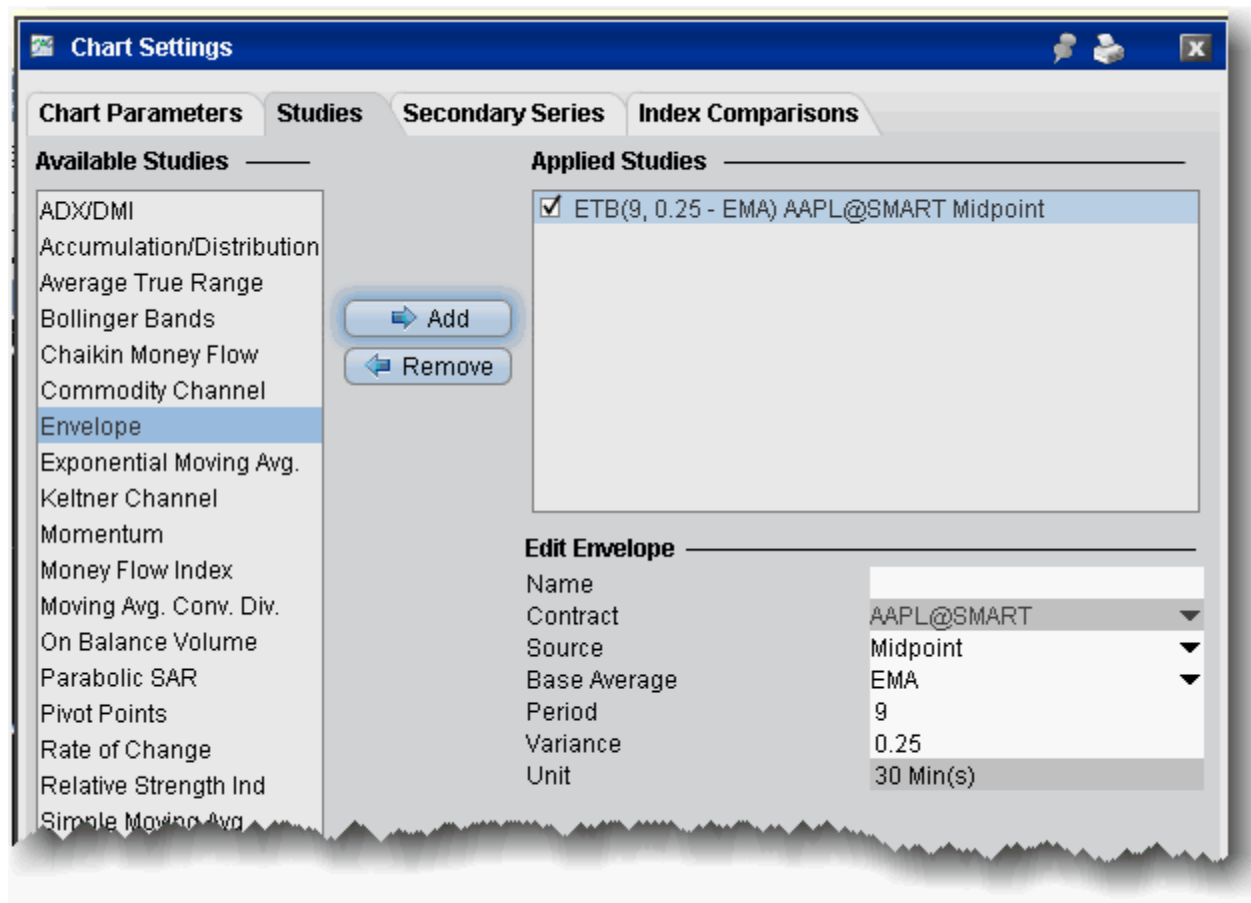 Chart Settings
Chart Parameters Studies Secondary Series Index Comparisons
Available Studies
ADX/DMI
Accumulation/Distribution
Average True Range
Bollinger Bands
Chaikin Money Flow
Commodity Channel
Envelope
Exponential Moving Avg.
Keltner Channel
Momentum
Money Flow Index
Moving Avg. Conv. Div.
On Balance Volume
Parabolic SAR
Pivot Points
Rate of Change
Relative Strength Ind
Simple Moving Avg
Add
Remove
Applied Studies
ETB(9, 0.25 - EMA) AAPL@SMART Midpoint
Edit Envelope
Name
Contract AAPL@SMART
Source Midpoint
Base Average EMA
Period 9
Variance 0.25
Unit 30 Min(s)